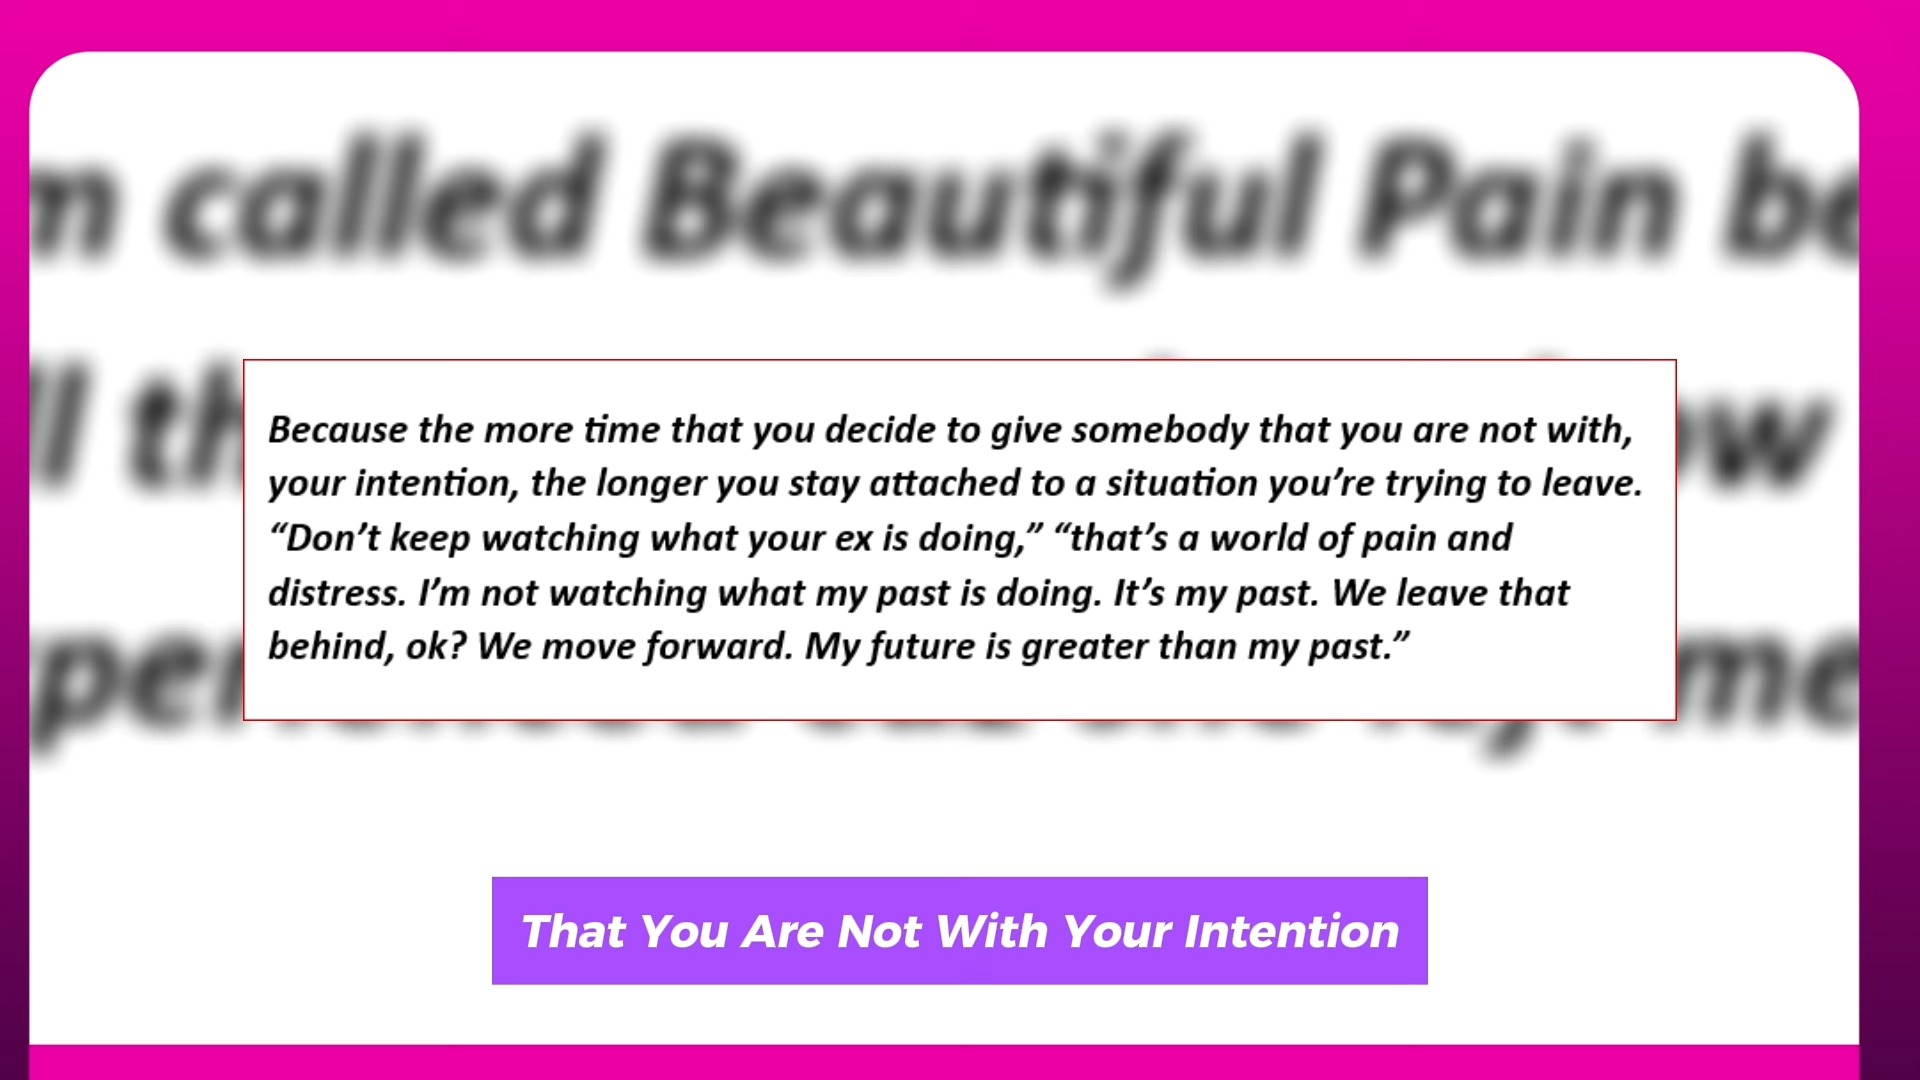 m called Beautiful Pain be
Because the more time that you decide to give somebody that you are not with,
your intention, the longer you stay attached to a situation you’re trying to leave.
“Don’t keep watching what your ex is doing,” “that’s a world of pain and
distress. I’m not watching what my past is doing. It’s my past. We leave that
behind, ok? We move forward. My future is greater than my past.”
That You Are Not With Your Intention